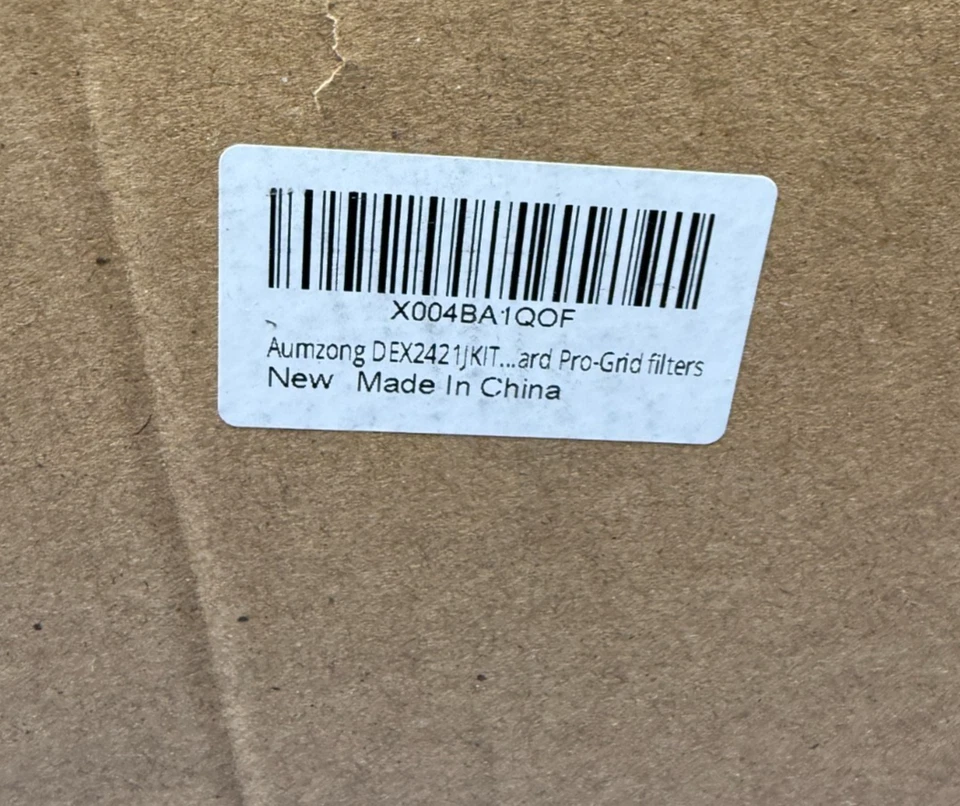 X004BA1QOF
Aumzong DEX2421JKIT...ard Pro-Grid filters
New Made In China